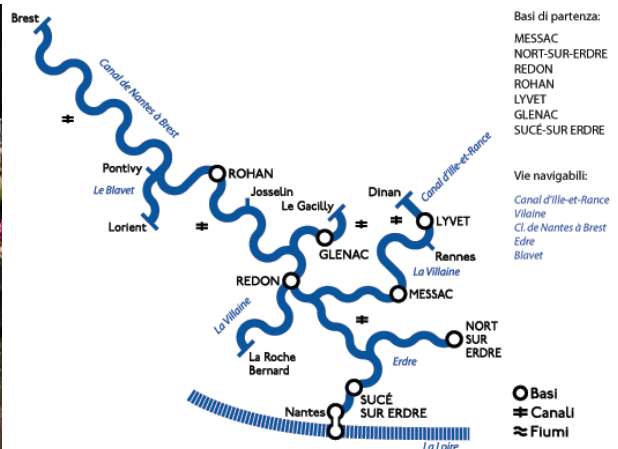 Brest
Canal de Nantes à Brest
Pontivy
Le Blavet
Lorient
ROHAN
Josselin
Le Gacilly
GLENAC
Dinan
Canal d'Ille-et-Rance
LYVET
Rennes
La Villaine
REDON
MESSAC
La Villaine
La Roche
Bernard
NORT
SUR
ERDRE
Erdre
SUCÉ
SUR ERDRE
Nantes
La Loire
Basi di partenza:
MESSAC
NORT-SUR-ERDRE
REDON
ROHAN
LYVET
GLENAC
SUCÉ-SUR ERDRE
Vie navigabili:
Canal d'Ille-et-Rance
Vilaine
Cl. de Nantes à Brest
Edre
Blavet
Basi
Canali
Fiumi